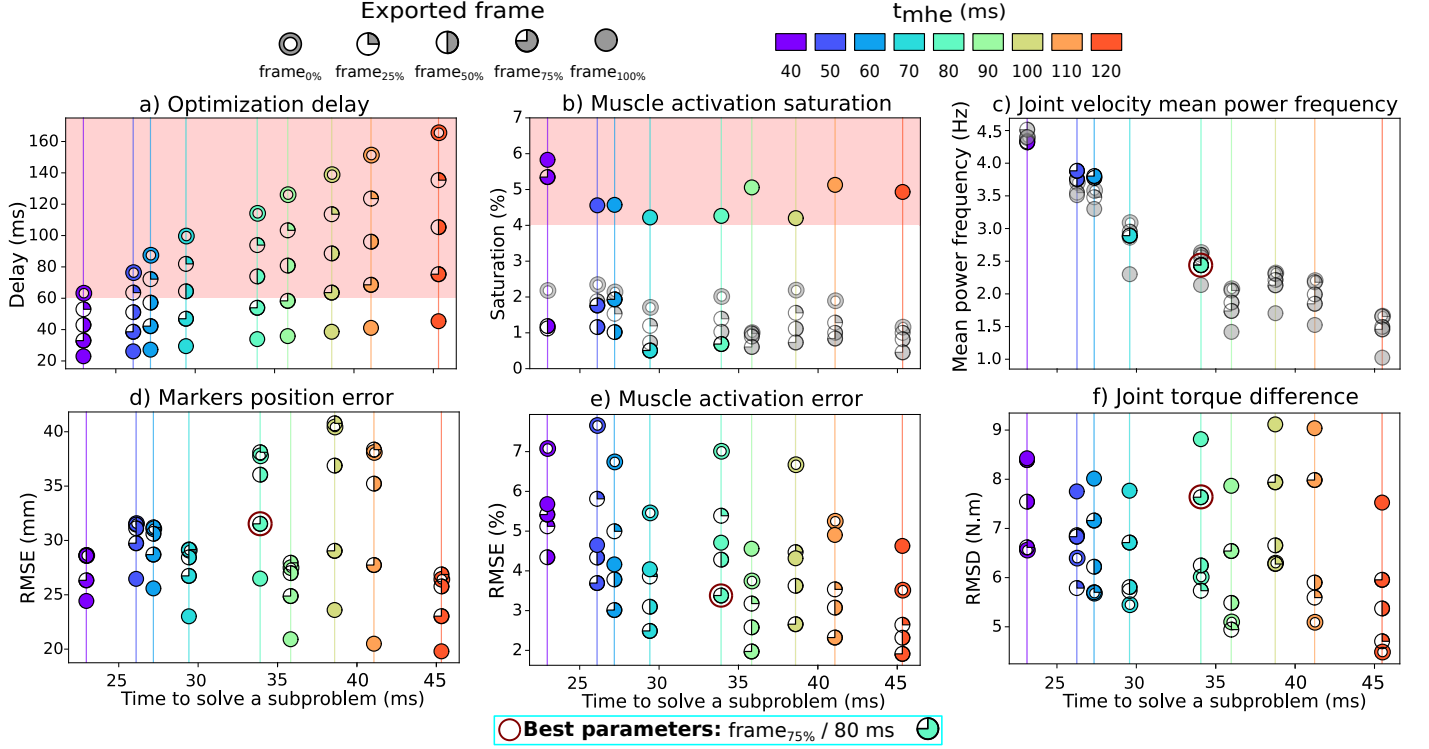 Exported frame
tmhe (ms)
frame0% frame25% frame50% frame75% frame100%
40 50 60 70 80 90 100 110 120
a) Optimization delay
Delay (ms)
160
140
120
100
80
60
40
20
b) Muscle activation saturation
Saturation (%)
7
6
5
4
3
2
1
0
c) Joint velocity mean power frequency
Mean power frequency (Hz)
4.5
4.0
3.5
3.0
2.5
2.0
1.5
1.0
d) Markers position error
RMSE (mm)
40
35
30
25
20
25 30 35 40 45
Time to solve a subproblem (ms)
e) Muscle activation error
RMSE (%)
7
6
5
4
3
2
25 30 35 40 45
Time to solve a subproblem (ms)
f) Joint torque difference
RMSD (N.m)
9
8
7
6
5
25 30 35 40 45
Time to solve a subproblem (ms)
Best parameters: frame75% / 80 ms